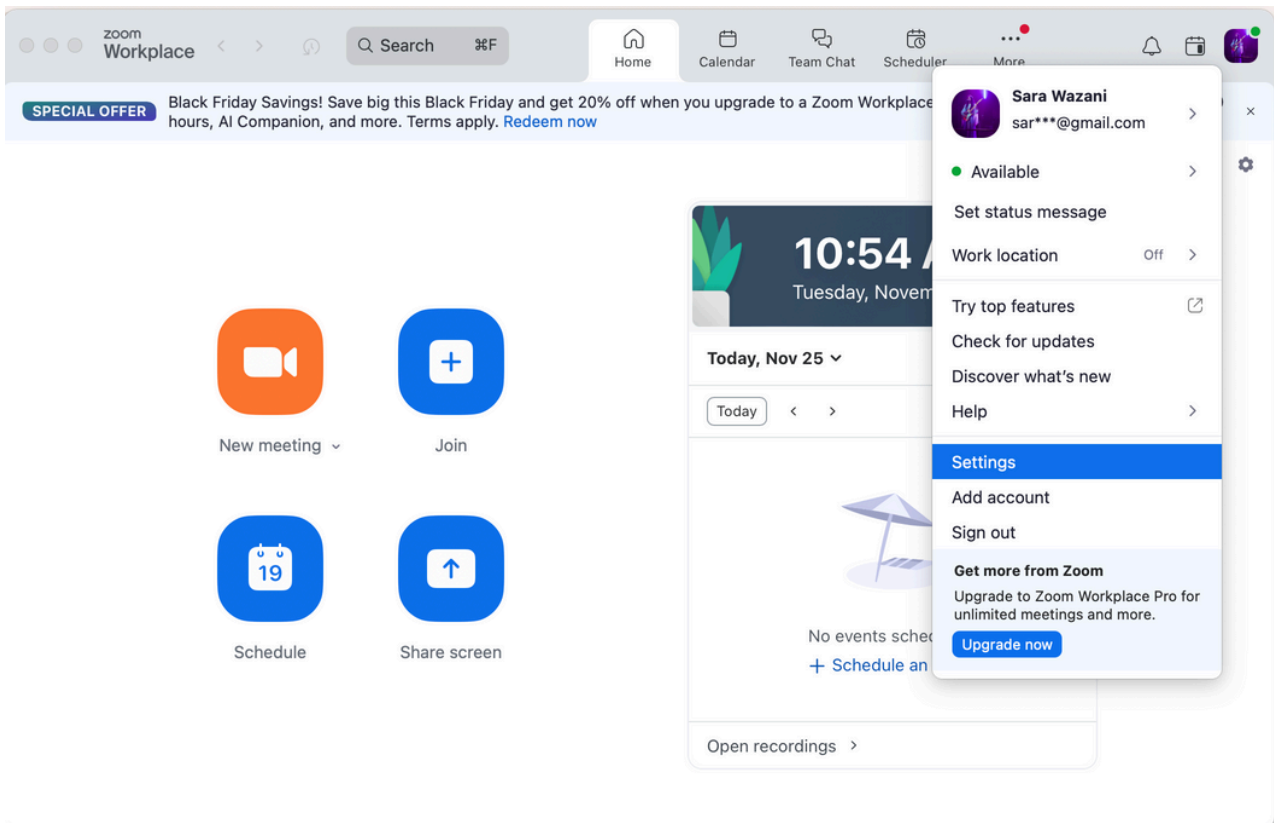 zoom
Workplace
Search ⌘F
Home
Calendar
Team Chat
Scheduler
More
SPECIAL OFFER
Black Friday Savings! Save big this Black Friday and get 20% off when you upgrade to a Zoom Workplace
hours, AI Companion, and more. Terms apply. Redeem now
New meeting
Join
19
Schedule
Share screen
10:54
Tuesday, Novem
Today, Nov 25
Today
No events sched
+ Schedule an
Open recordings
Sara Wazani
sar***@gmail.com
Available
Set status message
Work location Off
Try top features
Check for updates
Discover what's new
Help
Settings
Add account
Sign out
Get more from Zoom
Upgrade to Zoom Workplace Pro for
unlimited meetings and more.
Upgrade now